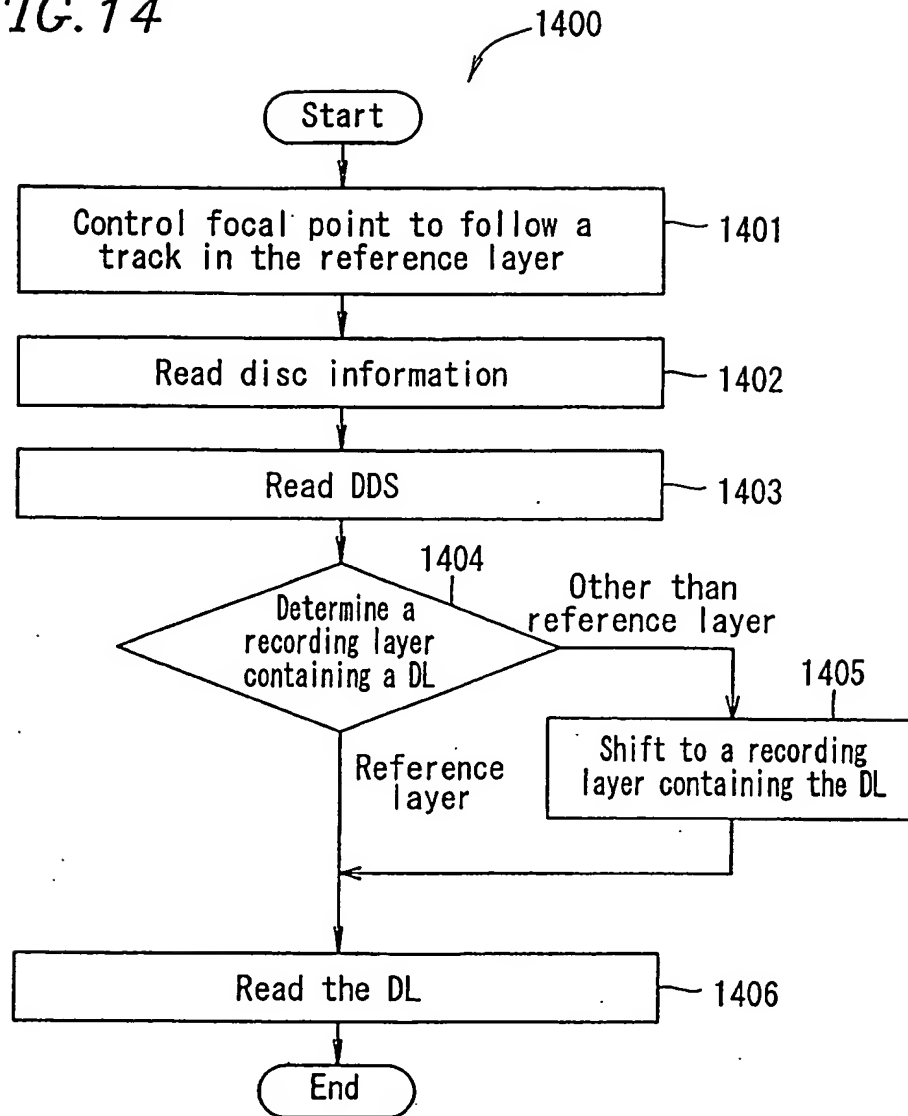 IG. 14
1400
Start
Control focal point to follow a
track in the reference layer
1401
Read disc information
1402
Read DDS
1403
1404
Determine a
recording layer
containing a DL
Other than
reference layer
1405
Shift to a recording
layer containing the DL
Reference
layer
Read the DL
1406
End